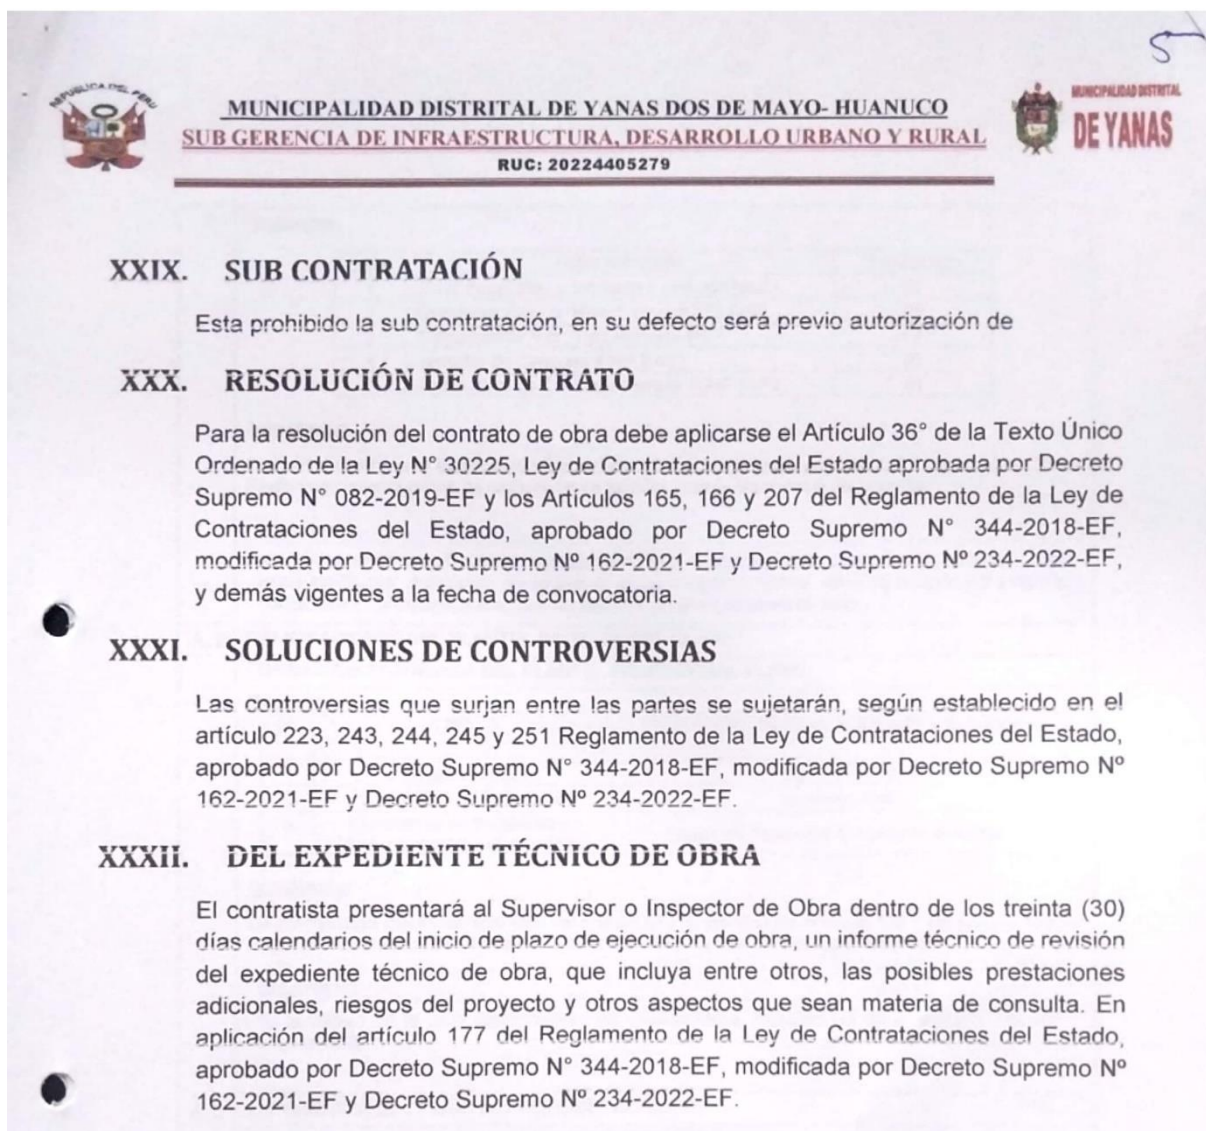 5
REPUBLICA DEL PERU
MUNICIPALIDAD DISTRITAL DE YANAS DOS DE MAYO- HUANUCO
SUB GERENCIA DE INFRAESTRUCTURA, DESARROLLO URBANO Y RURAL
RUC: 20224405279
MUNICIPALIDAD DISTRITAL
DE YANAS
XXIX. SUB CONTRATACIÓN
Esta prohibido la sub contratación, en su defecto será previo autorización de
XXX. RESOLUCIÓN DE CONTRATO
Para la resolución del contrato de obra debe aplicarse el Artículo 36° de la Texto Único
Ordenado de la Ley N° 30225, Ley de Contrataciones del Estado aprobada por Decreto
Supremo N° 082-2019-EF y los Artículos 165, 166 y 207 del Reglamento de la Ley de
Contrataciones del Estado, aprobado por Decreto Supremo N° 344-2018-EF,
modificada por Decreto Supremo Nº 162-2021-EF y Decreto Supremo Nº 234-2022-EF,
y demás vigentes a la fecha de convocatoria.
XXXI. SOLUCIONES DE CONTROVERSIAS
Las controversias que surjan entre las partes se sujetarán, según establecido en el
artículo 223, 243, 244, 245 y 251 Reglamento de la Ley de Contrataciones del Estado,
aprobado por Decreto Supremo N° 344-2018-EF, modificada por Decreto Supremo Nº
162-2021-EF y Decreto Supremo Nº 234-2022-EF.
XXXII. DEL EXPEDIENTE TÉCNICO DE OBRA
El contratista presentará al Supervisor o Inspector de Obra dentro de los treinta (30)
días calendarios del inicio de plazo de ejecución de obra, un informe técnico de revisión
del expediente técnico de obra, que incluya entre otros, las posibles prestaciones
adicionales, riesgos del proyecto y otros aspectos que sean materia de consulta. En
aplicación del artículo 177 del Reglamento de la Ley de Contrataciones del Estado,
aprobado por Decreto Supremo N° 344-2018-EF, modificada por Decreto Supremo Nº
162-2021-EF y Decreto Supremo Nº 234-2022-EF.